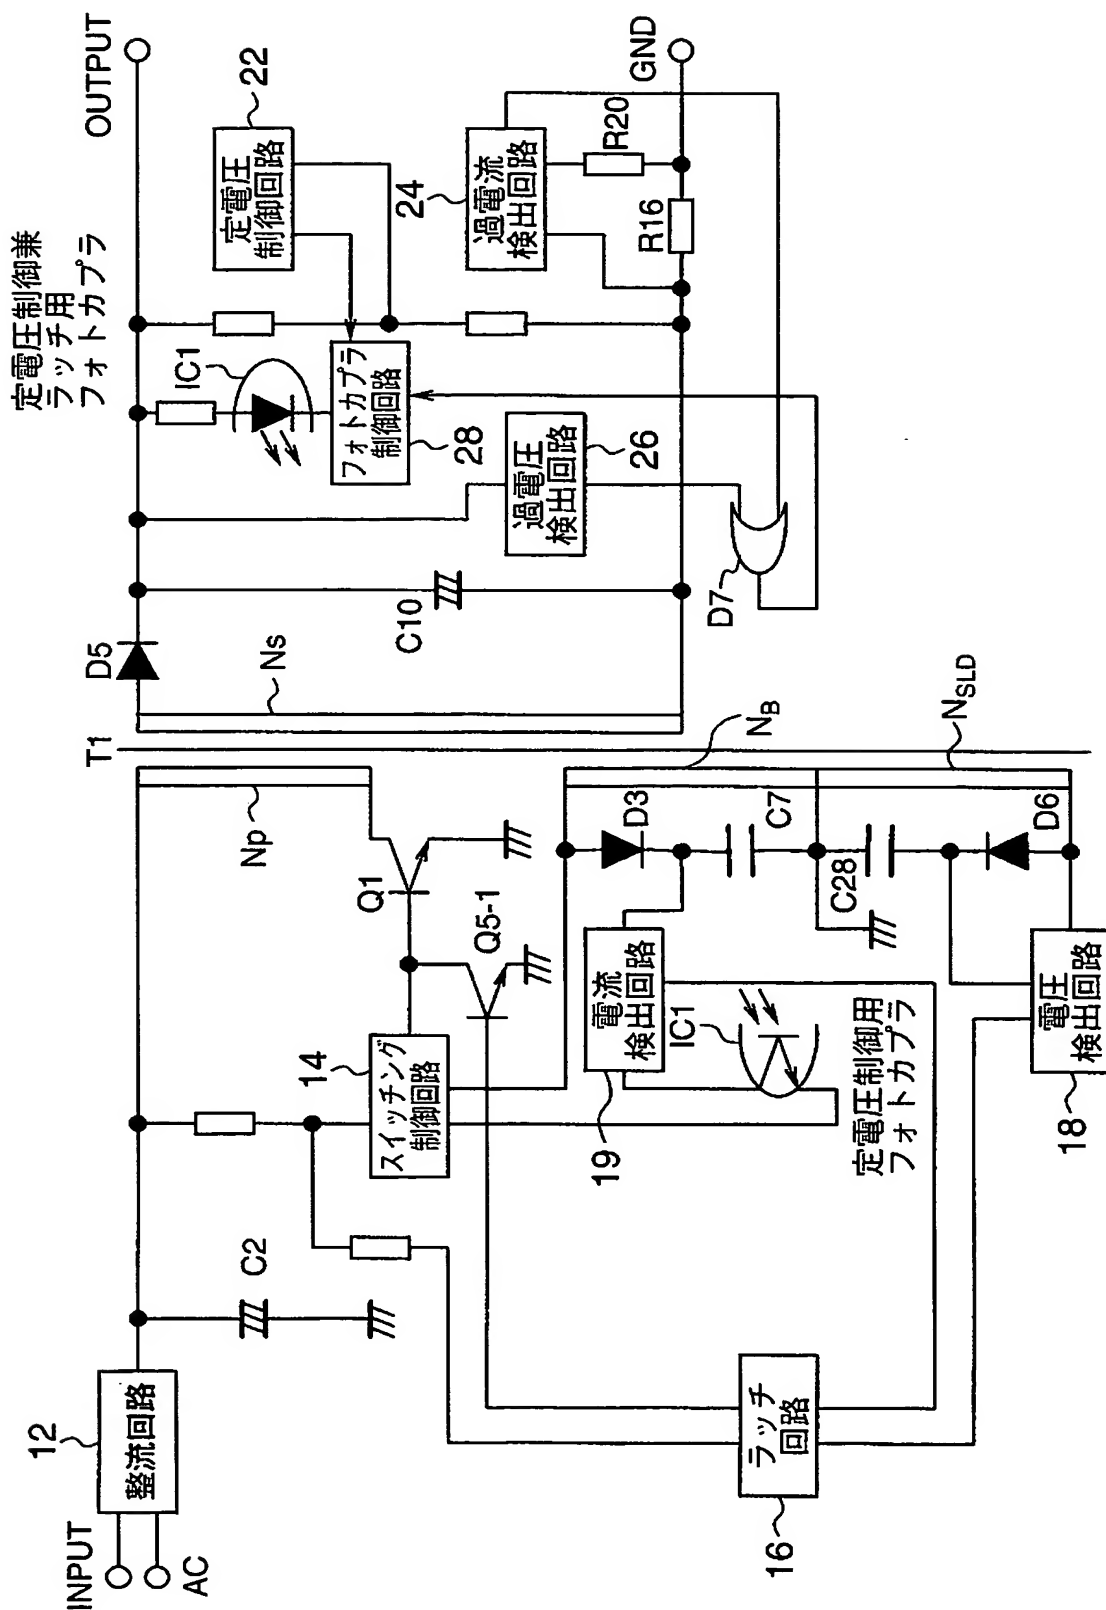 INPUT
AC
12
整流回路
C2
14
スイッチング
制御回路
Np
Q1
Q5-1
T1
D5
Ns
C10
定電圧制御兼
ラッチ用
フォトカプラ
IC1
フォトカプラ
制御回路
28
定電圧
制御回路
22
OUTPUT
過電圧
検出回路
26
過電流
検出回路
24
R20
R16
GND
D7
NB
NSLD
D3
C7
C28
D6
電流
検出回路
19
IC1
定電圧制御用
フォトカプラ
電圧
検出回路
18
ラッチ
回路
16